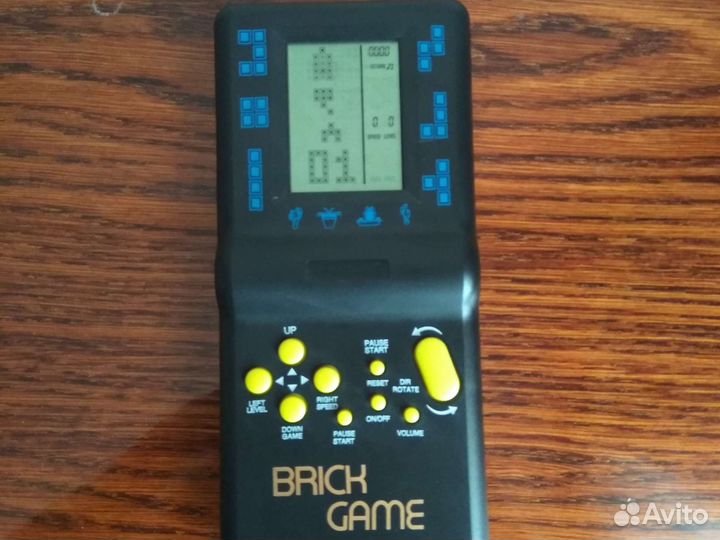 0000
0 0
SPEED LEVEL
01
UP
PAUSE
START
RESET
DIR
ROTATE
LEFT
LEVEL
RIGHT
SPEED
DOWN
GAME
PAUSE
START
ON/OFF
VOLUME
BRICK
GAME
Avito